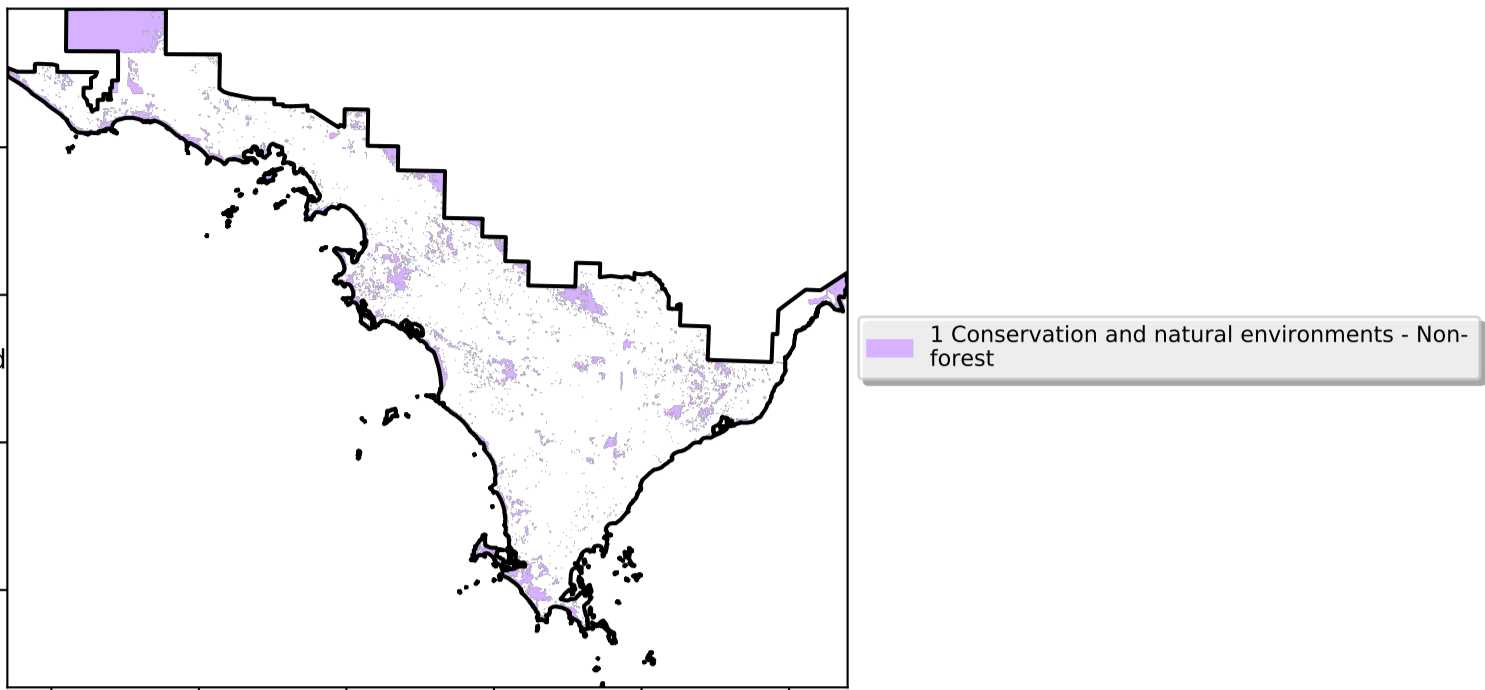 d
1 Conservation and natural environments - Non-
forest